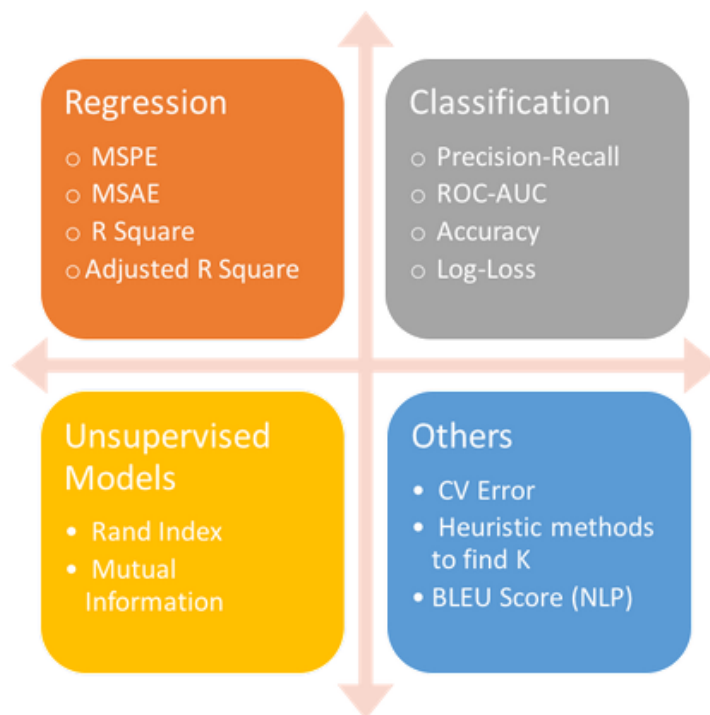 Regression
○ MSPE
○ MSAE
○ R Square
○ Adjusted R Square
Classification
○ Precision-Recall
○ ROC-AUC
○ Accuracy
○ Log-Loss
Unsupervised
Models
• Rand Index
• Mutual
Information
Others
• CV Error
• Heuristic methods
to find K
• BLEU Score (NLP)